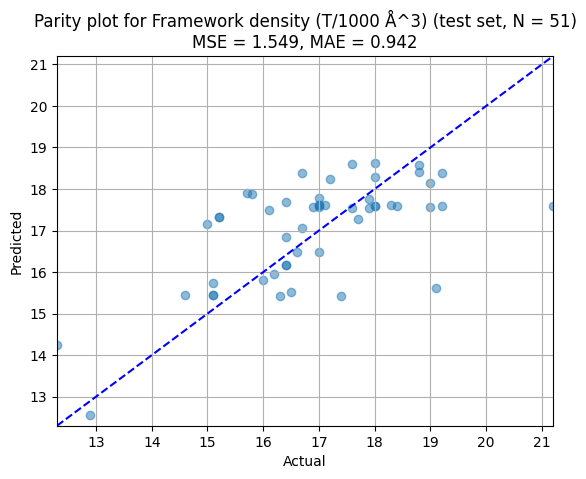 Parity plot for Framework density (T/1000 Å^3) (test set, N = 51)
MSE = 1.549, MAE = 0.942
21
20
19
18
17
16
15
14
13
Predicted
13 14 15 16 17 18 19 20 21
Actual